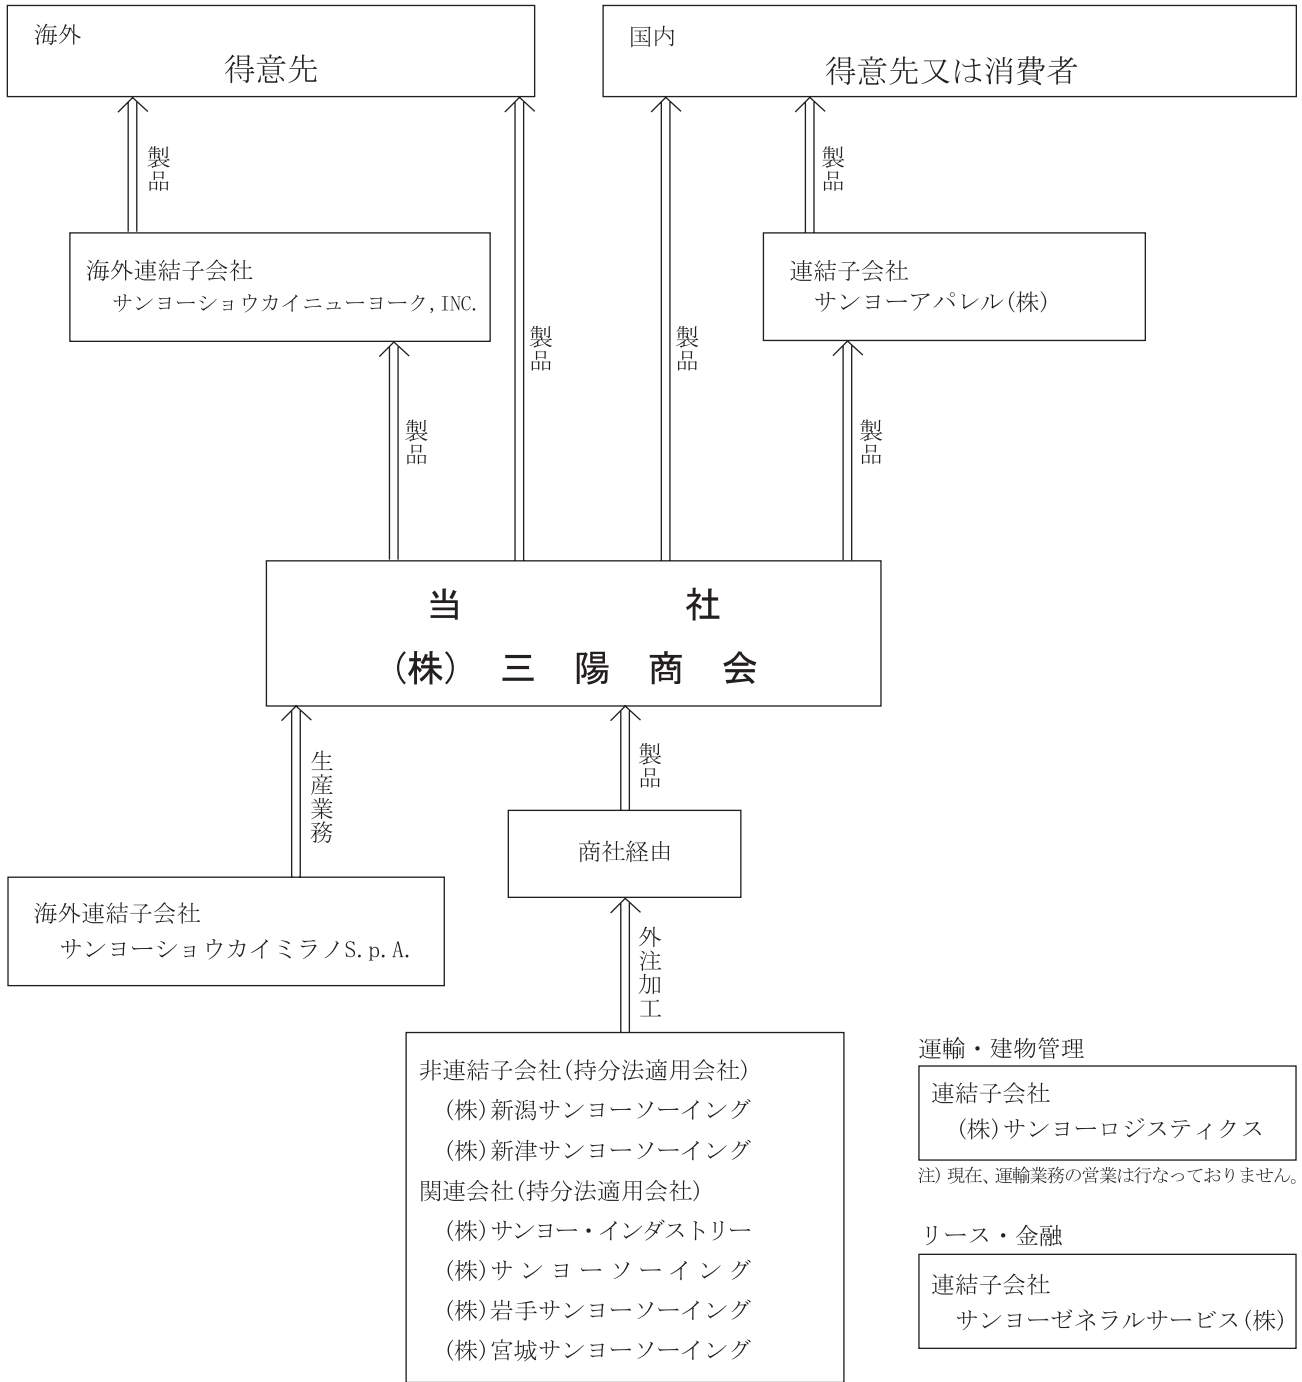 海外
得意先
国内
得意先又は消費者
製品
製品
海外連結子会社
サンヨーショウカイニューヨーク,INC.
連結子会社
サンヨーアパレル(株)
製品
製品
製品
製品
当社
(株) 三陽商会
生産業務
製品
商社経由
海外連結子会社
サンヨーショウカイミラノS.p.A.
外注加工
非連結子会社(持分法適用会社)
(株)新潟サンヨーソーイング
(株)新津サンヨーソーイング
関連会社(持分法適用会社)
(株)サンヨー・インダストリー
(株)サンヨーソーイング
(株)岩手サンヨーソーイング
(株)宮城サンヨーソーイング
運輸・建物管理
連結子会社
(株)サンヨーロジスティクス
注)現在、運輸業務の営業は行なっておりません。
リース・金融
連結子会社
サンヨーゼネラルサービス(株)